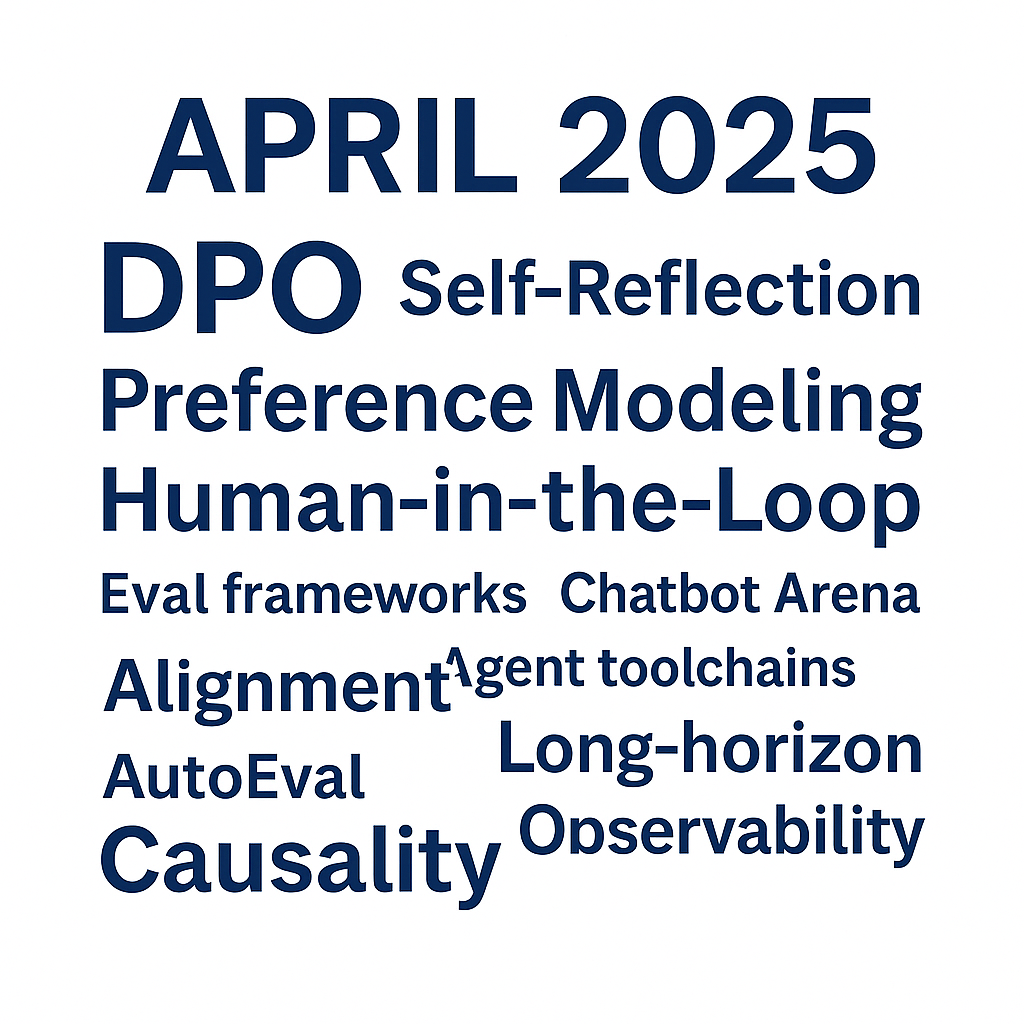 APRIL 2025
DPO Self-Reflection
Preference Modeling
Human-in-the-Loop
Eval frameworks Chatbot Arena
Alignment Agent toolchains
Long-horizon
AutoEval
Observability
Causality